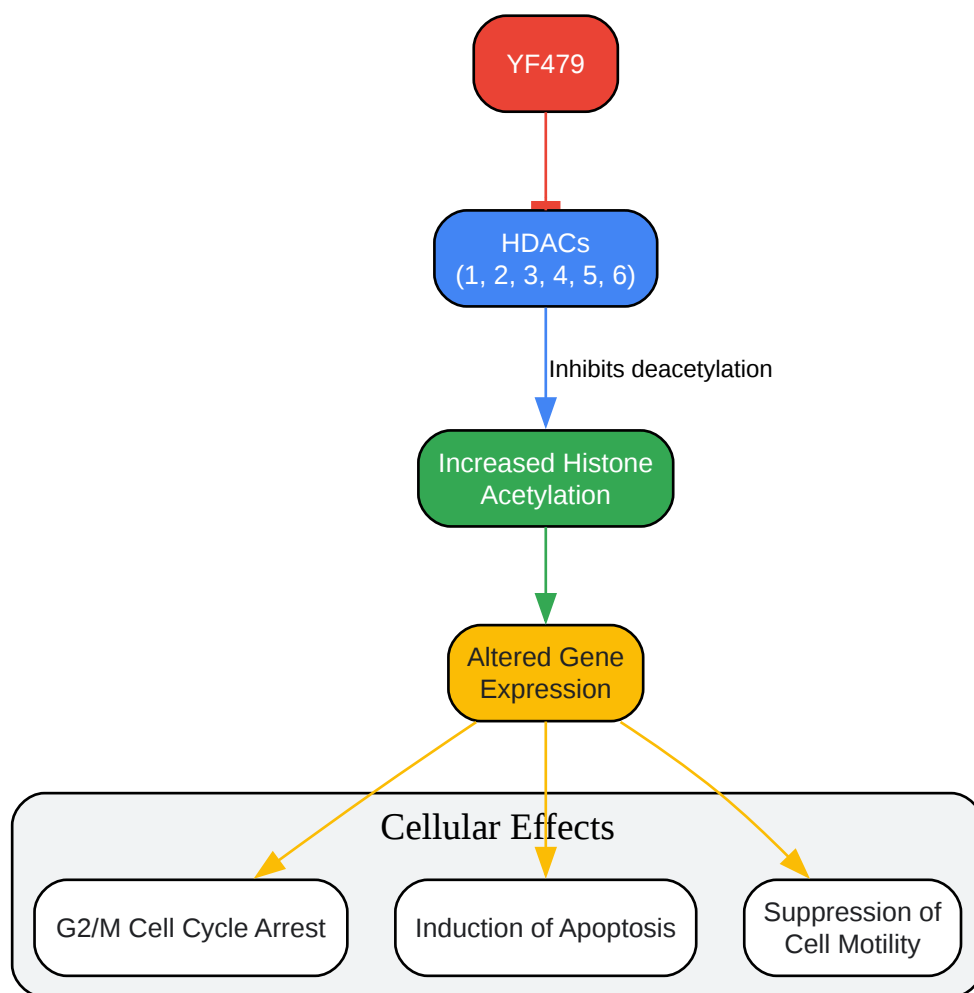 YF479
HDACs
(1, 2, 3, 4, 5, 6)
Inhibits deacetylation
Increased Histone
Acetylation
Altered Gene
Expression
Cellular Effects
G2/M Cell Cycle Arrest
Induction of Apoptosis
Suppression of
Cell Motility